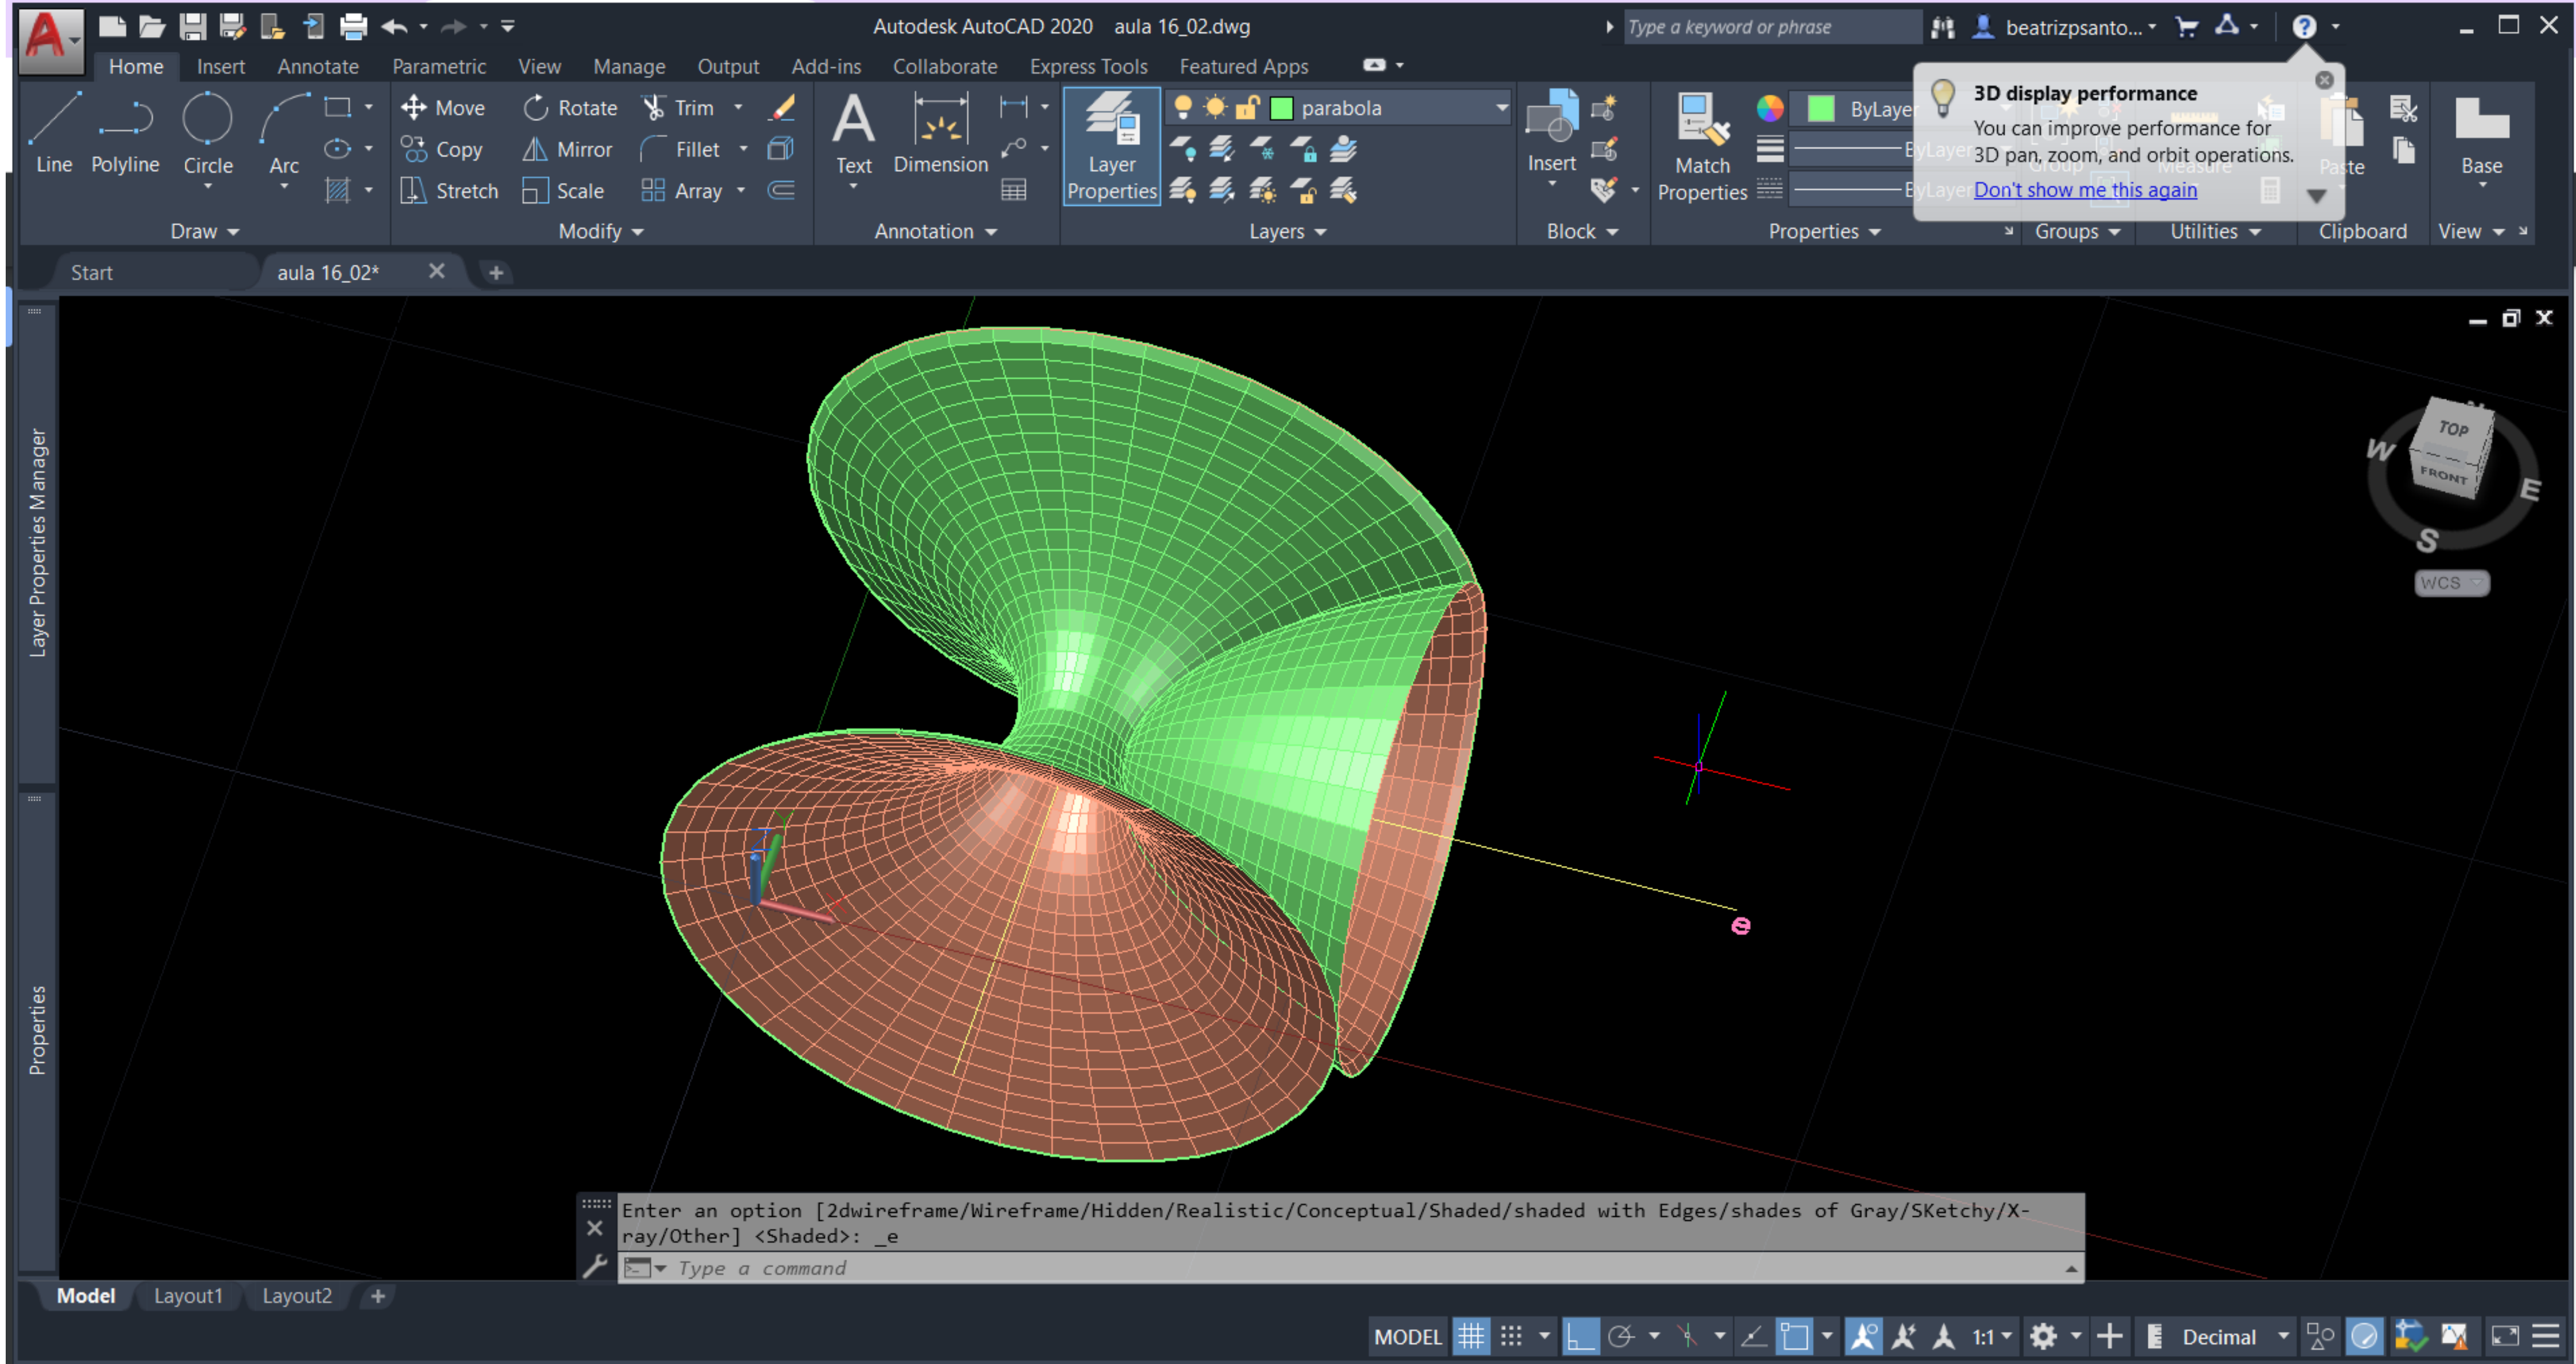 Autodesk AutoCAD 2020 aula 16_02.dwg
Type a keyword or phrase
beatrizpsanto...
Home Insert Annotate Parametric View Manage Output Add-ins Collaborate Express Tools Featured Apps
Line Polyline Circle Arc
Draw
Move Rotate Trim
Copy Mirror Fillet
Stretch Scale Array
Modify
Text Dimension
Annotation
Layer Properties
parabola
Layers
Insert
Block
Match Properties
ByLayer
ByLayer
ByLayer
Properties
Group
Groups
Measure
Utilities
Paste
Clipboard
Base
View
3D display performance
You can improve performance for
3D pan, zoom, and orbit operations.
Don't show me this again
Start aula 16_02*
Layer Properties Manager
Properties
N
TOP
W
FRONT
E
S
WCS
Z Y
X
e
Enter an option [2dwireframe/Wireframe/Hidden/Realistic/Conceptual/Shaded/shaded with Edges/shades of Gray/SKetchy/X-
ray/Other] <Shaded>: _e
Type a command
Model Layout1 Layout2
MODEL 1:1 Decimal